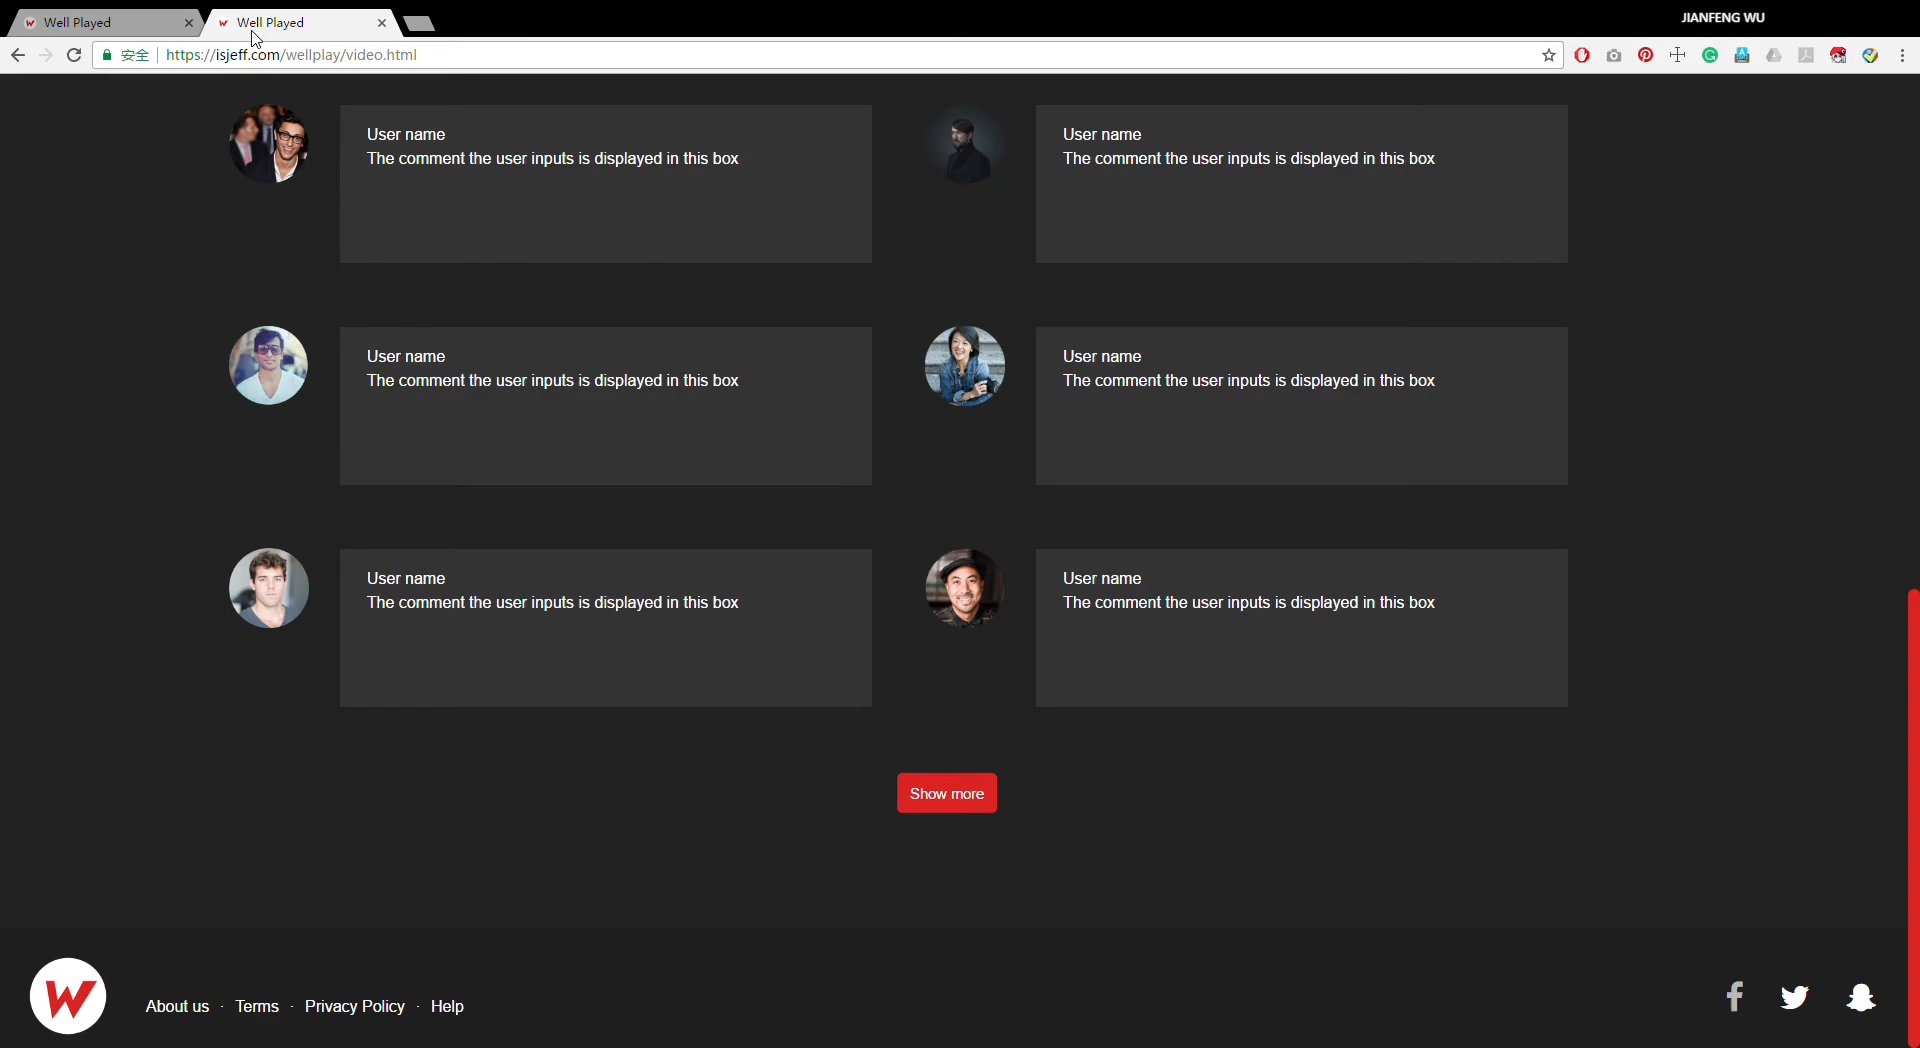 Well Played
Well Played
JIANFENG WU
安全
https://isjeff.com/wellplay/video.html
User name
The comment the user inputs is displayed in this box
User name
The comment the user inputs is displayed in this box
User name
The comment the user inputs is displayed in this box
User name
The comment the user inputs is displayed in this box
User name
The comment the user inputs is displayed in this box
User name
The comment the user inputs is displayed in this box
Show more
W
About us · Terms · Privacy Policy · Help